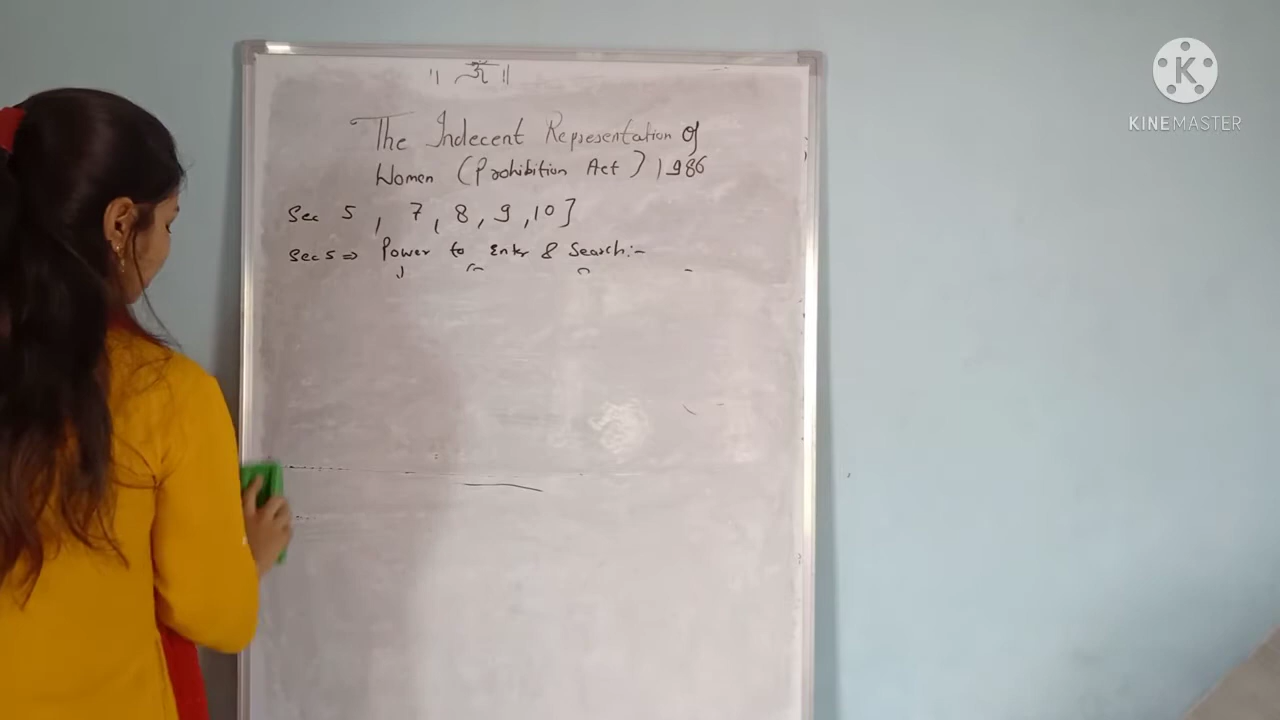 ।। ॐ ।।
The Indecent Representation of
Women (Prohibition Act) 1986
Sec 5, 7, 8, 9, 10]
Sec 5 ⇒ Power to Enter & Search:-
K
KINEMASTER